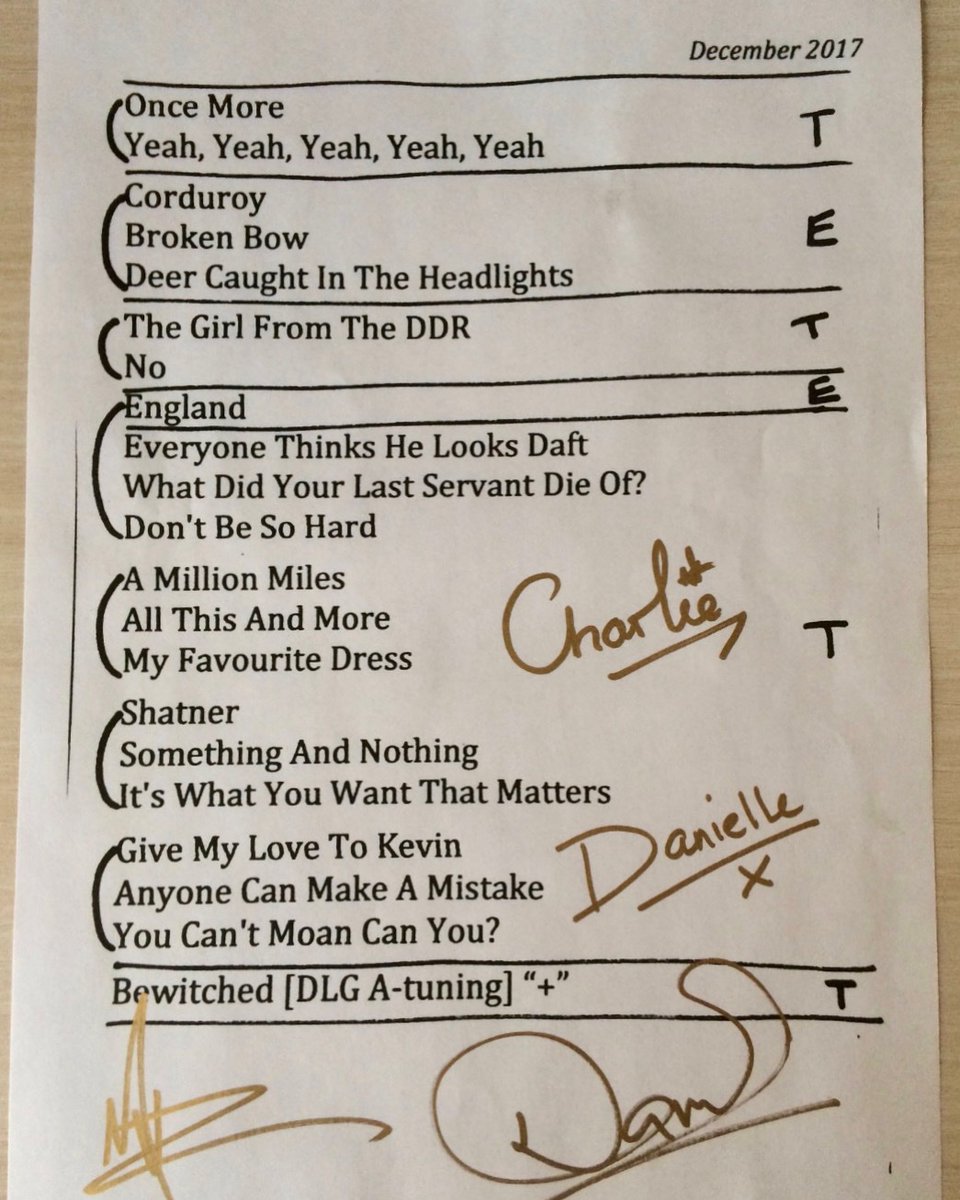 December 2017
Once More
Yeah, Yeah, Yeah, Yeah, Yeah
T
Corduroy
Broken Bow
E
Deer Caught In The Headlights
The Girl From The DDR
T
No
England
E
Everyone Thinks He Looks Daft
What Did Your Last Servant Die Of?
Don't Be So Hard
A Million Miles
All This And More
My Favourite Dress
T
Charlie
Shatner
Something And Nothing
It's What You Want That Matters
Give My Love To Kevin
Anyone Can Make A Mistake
You Can't Moan Can You?
Danielle
x
Bewitched [DLG A-tuning] “+”
T